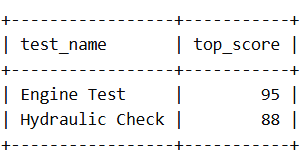 +-----------------+-----------+
| test_name       | top_score |
+-----------------+-----------+
| Engine Test     |        95 |
| Hydraulic Check |        88 |
+-----------------+-----------+